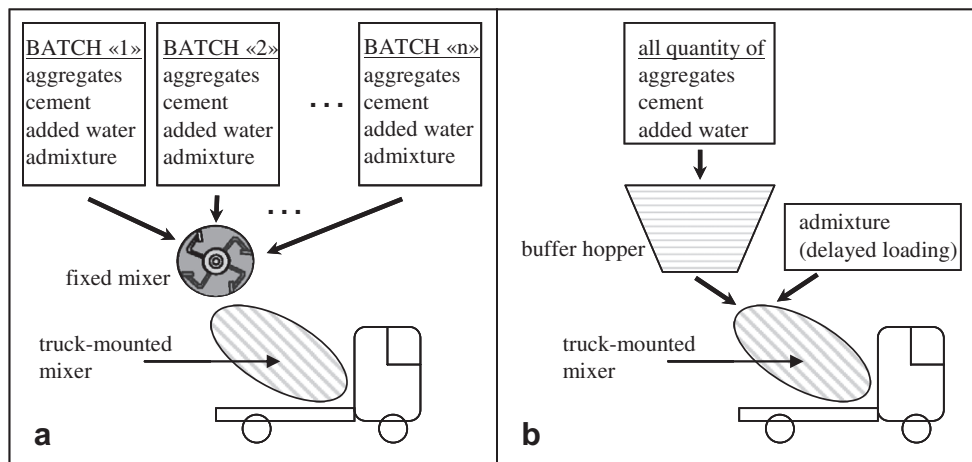 BATCH «1»
aggregates
cement
added water
admixture
BATCH «2»
aggregates
cement
added water
admixture
. . .
BATCH «n»
aggregates
cement
added water
admixture
. . .
fixed mixer
truck-mounted
mixer
a
all quantity of
aggregates
cement
added water
buffer hopper
admixture
(delayed loading)
truck-mounted
mixer
b